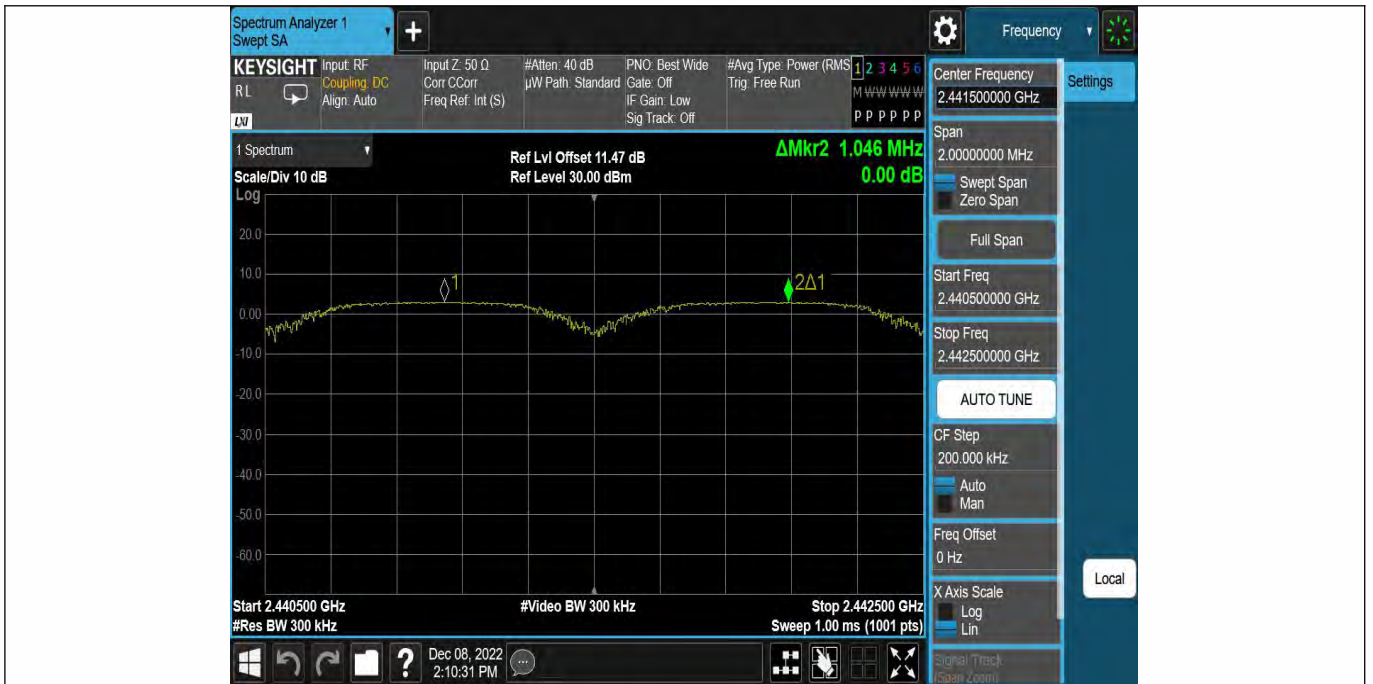 Spectrum Analyzer 1
Swept SA
+
Frequency
KEYSIGHT
RL
LXI
Input: RF
Coupling: DC
Align: Auto
Input Z: 50 Ω
Corr CCorr
Freq Ref: Int (S)
#Atten: 40 dB
µW Path: Standard
PNO: Best Wide
Gate: Off
IF Gain: Low
Sig Track: Off
#Avg Type: Power (RMS
Trig: Free Run
1 2 3 4 5 6
M W W W W W
P P P P P P
1 Spectrum
Scale/Div 10 dB
Log
Ref Lvl Offset 11.47 dB
Ref Level 30.00 dBm
ΔMkr2 1.046 MHz
0.00 dB
20.0
10.0
0.00
-10.0
-20.0
-30.0
-40.0
-50.0
-60.0
1
2Δ1
Start 2.440500 GHz
#Res BW 300 kHz
#Video BW 300 kHz
Stop 2.442500 GHz
Sweep 1.00 ms (1001 pts)
Dec 08, 2022
2:10:31 PM
?
Center Frequency
2.441500000 GHz
Settings
Span
2.00000000 MHz
Swept Span
Zero Span
Full Span
Start Freq
2.440500000 GHz
Stop Freq
2.442500000 GHz
AUTO TUNE
CF Step
200.000 kHz
Auto
Man
Freq Offset
0 Hz
X Axis Scale
Log
Lin
Signal Track
(Span Zoom)
Local